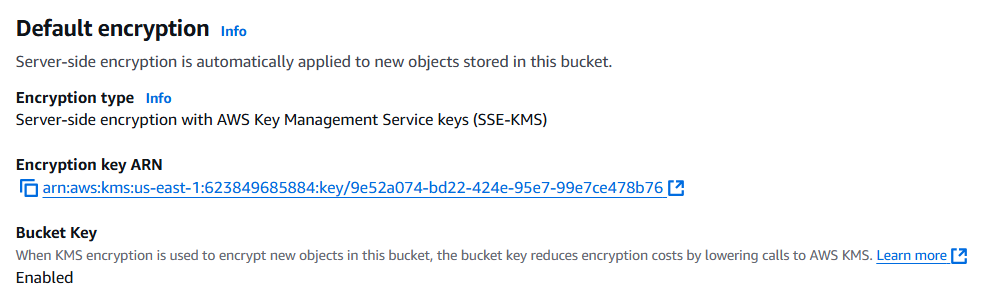 Default encryption Info
Server-side encryption is automatically applied to new objects stored in this bucket.
Encryption type Info
Server-side encryption with AWS Key Management Service keys (SSE-KMS)
Encryption key ARN
arn:aws:kms:us-east-1:623849685884:key/9e52a074-bd22-424e-95e7-99e7ce478b76
Bucket Key
When KMS encryption is used to encrypt new objects in this bucket, the bucket key reduces encryption costs by lowering calls to AWS KMS. Learn more
Enabled